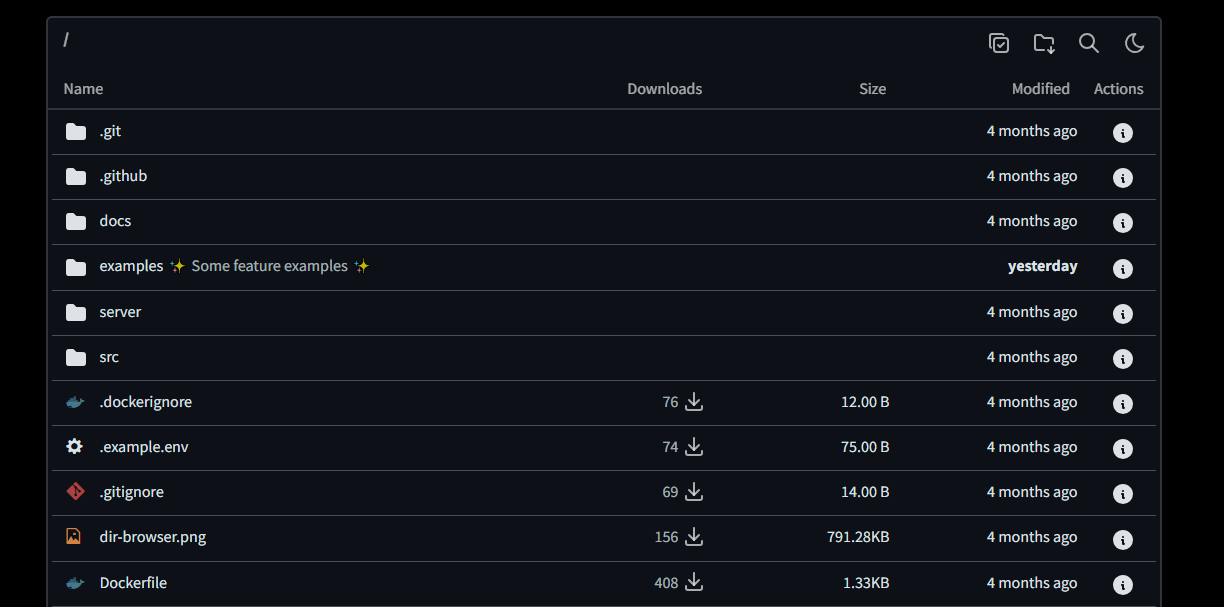 /
Name Downloads Size Modified Actions
.git 4 months ago
.github 4 months ago
docs 4 months ago
examples ✨ Some feature examples ✨ yesterday
server 4 months ago
src 4 months ago
.dockerignore 76 12.00 B 4 months ago
.example.env 74 75.00 B 4 months ago
.gitignore 69 14.00 B 4 months ago
dir-browser.png 156 791.28KB 4 months ago
Dockerfile 408 1.33KB 4 months ago